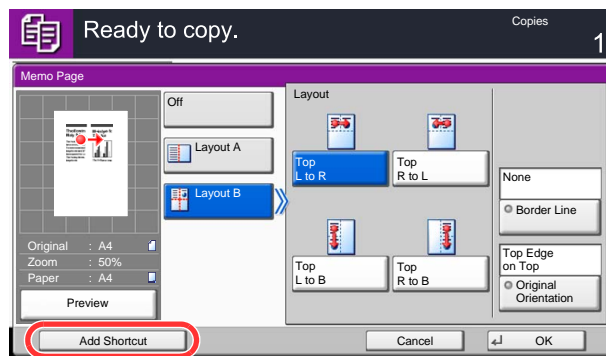 Ready to copy.
Copies
1
Memo Page
Off
Layout A
Layout B
Layout
Top
L to R
Top
R to L
Top
L to B
Top
R to B
None
Border Line
Top Edge
on Top
Original
Orientation
Original : A4
Zoom : 50%
Paper : A4
Preview
Add Shortcut
Cancel
OK